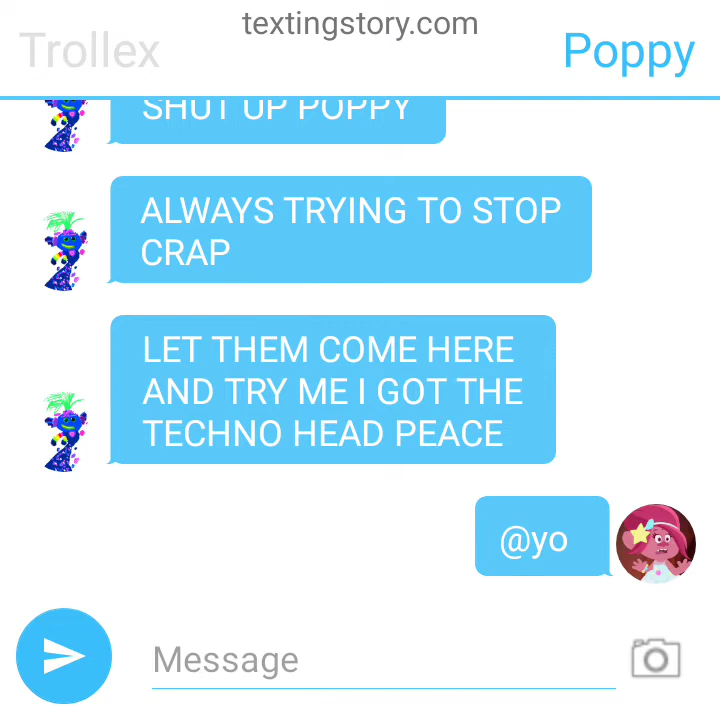 textingstory.com
Trollex
Poppy
SHUT UP POPPY
ALWAYS TRYING TO STOP
CRAP
LET THEM COME HERE
AND TRY ME I GOT THE
TECHNO HEAD PEACE
@yo
Message